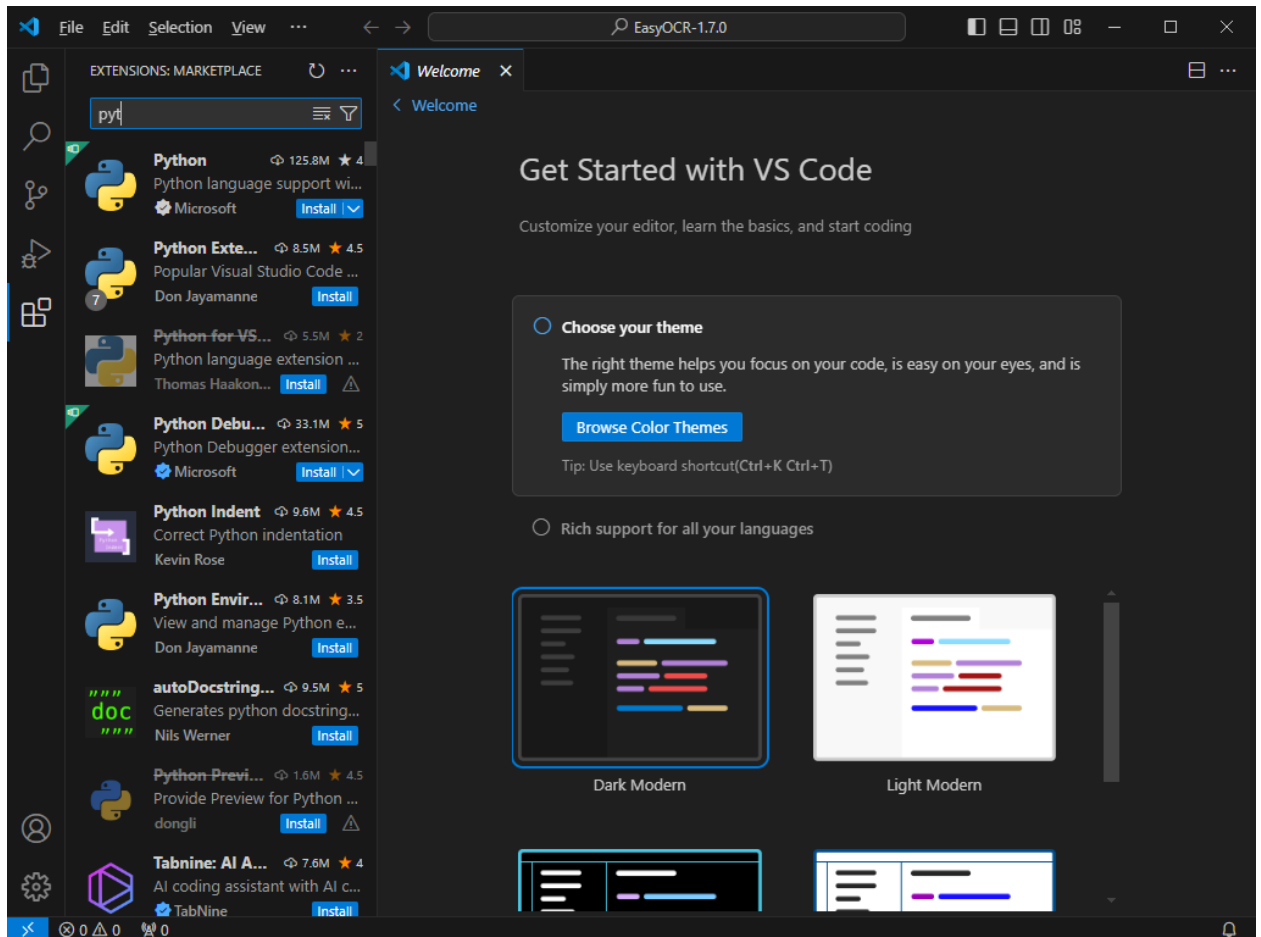 File Edit Selection View ··· EasyOCR-1.7.0
EXTENSIONS: MARKETPLACE
pyt
Python 125.8M ★ 4
Python language support wi...
Microsoft Install
Python Exte... 8.5M ★ 4.5
Popular Visual Studio Code ...
7 Don Jayamanne Install
Python for VS... 5.5M ★ 2
Python language extension ...
Thomas Haakon... Install
Python Debu... 33.1M ★ 5
Python Debugger extension...
Microsoft Install
Python Indent 9.6M ★ 4.5
Correct Python indentation
Kevin Rose Install
Python Envir... 8.1M ★ 3.5
View and manage Python e...
Don Jayamanne Install
autoDocstring... 9.5M ★ 5
Generates python docstring...
Nils Werner Install
""" doc """
Python Previ... 1.6M ★ 4.5
Provide Preview for Python ...
dongli Install
Tabnine: AI A... 7.6M ★ 4
AI coding assistant with AI c...
TabNine Install
Welcome
Welcome
Get Started with VS Code
Customize your editor, learn the basics, and start coding
Choose your theme
The right theme helps you focus on your code, is easy on your eyes, and is
simply more fun to use.
Browse Color Themes
Tip: Use keyboard shortcut(Ctrl+K Ctrl+T)
Rich support for all your languages
Dark Modern Light Modern
0 0 0